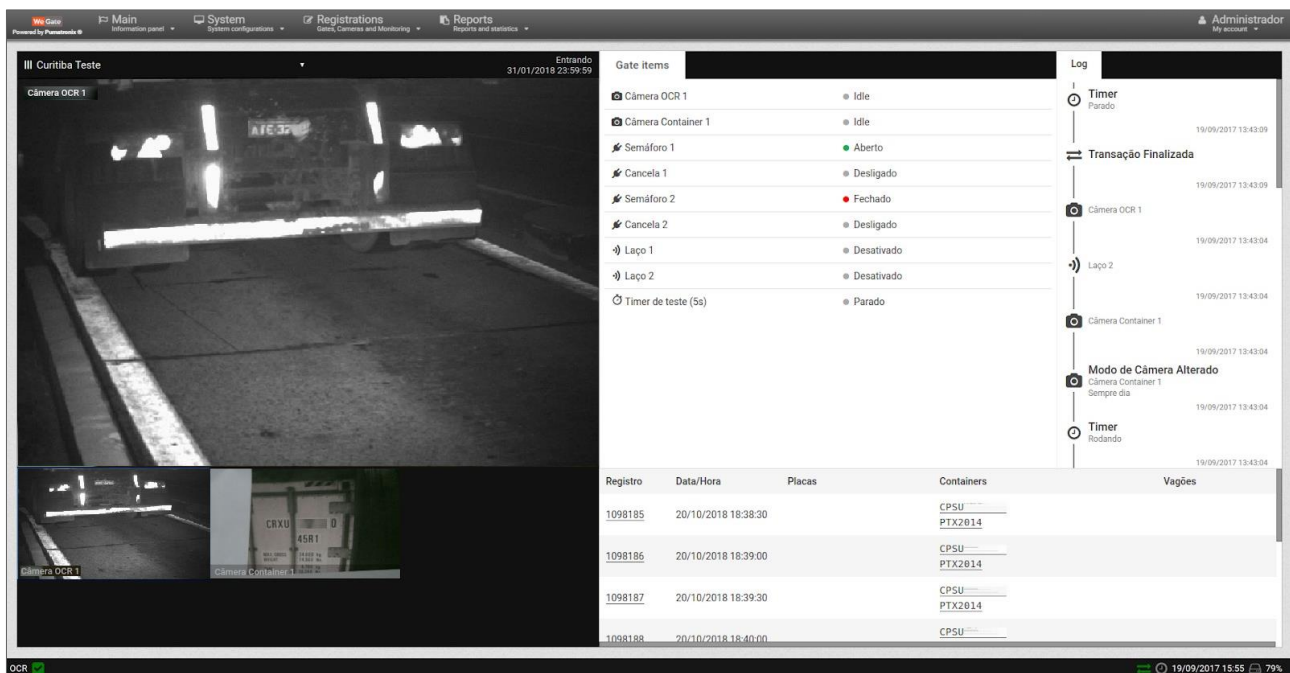 WeGate
Powered by Pumatronix ®
Main
Information panel
System
System configurations
Registrations
Gates, Cameras and Monitoring
Reports
Reports and statistics
Administrador
My account
Curitiba Teste
Entrando
31/01/2018 23:59:59
Câmera OCR 1
Gate items
Câmera OCR 1 Idle
Câmera Container 1 Idle
Semáforo 1 Aberto
Cancela 1 Desligado
Semáforo 2 Fechado
Cancela 2 Desligado
Laço 1 Desativado
Laço 2 Desativado
Timer de teste (5s) Parado
Log
Timer
Parado
19/09/2017 13:43:09
Transação Finalizada
19/09/2017 13:43:09
Câmera OCR 1
19/09/2017 13:43:04
Laço 2
19/09/2017 13:43:04
Câmera Container 1
19/09/2017 13:43:04
Modo de Câmera Alterado
Câmera Container 1
Sempre dia
19/09/2017 13:43:04
Timer
Rodando
19/09/2017 13:43:04
CRXU 0
45R1
Câmera OCR 1
Câmera Container 1
Registro Data/Hora Placas Containers Vagões
1098185 20/10/2018 18:38:30 CPSU
PTX2014
1098186 20/10/2018 18:39:00 CPSU
PTX2014
1098187 20/10/2018 18:39:30 CPSU
PTX2014
1098188 20/10/2018 18:40:00 CPSU
OCR
19/09/2017 15:55 79%